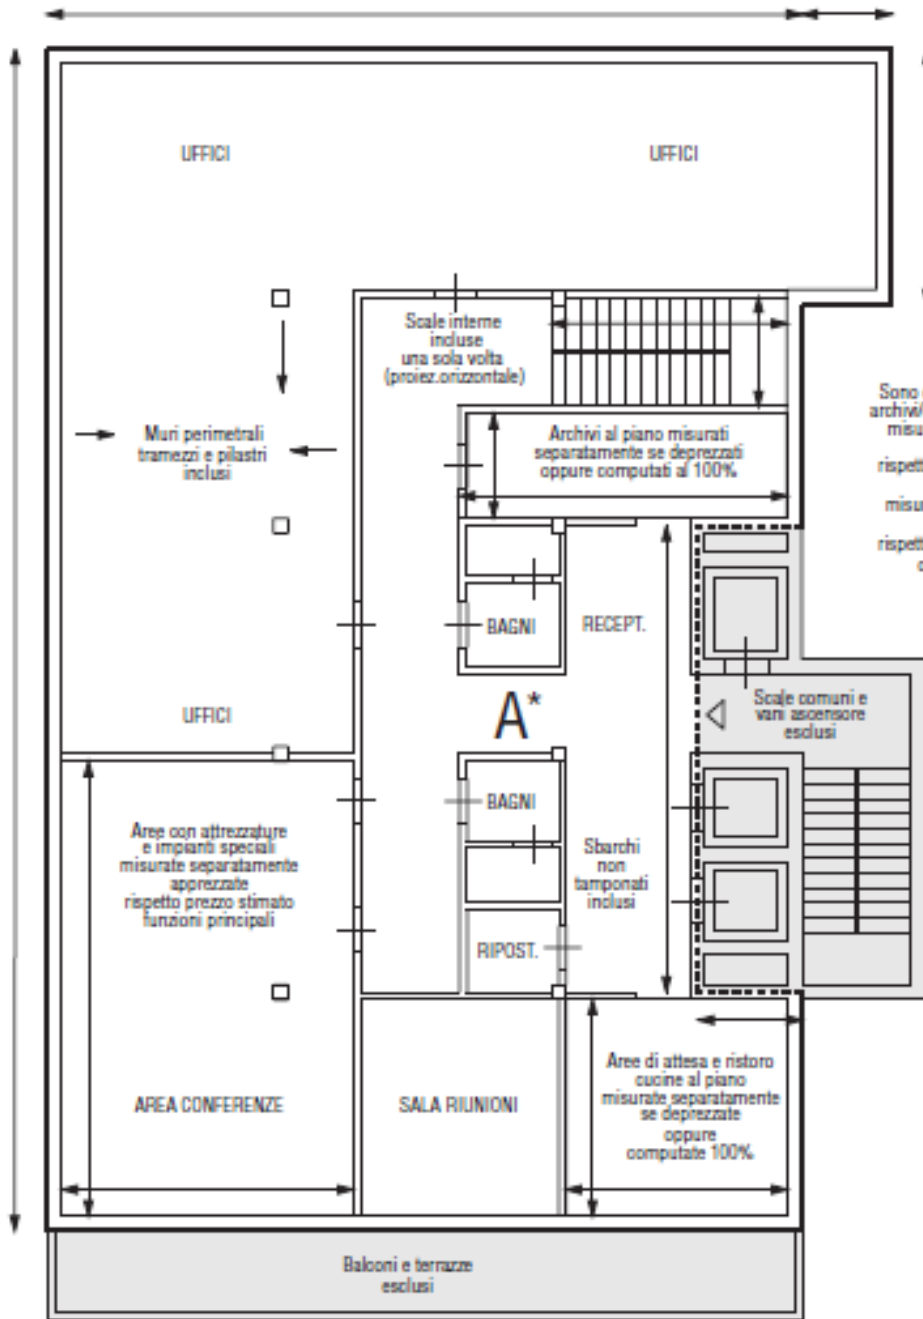 UFFICI
UFFICI
Scale interne
incluse
una sola volta
(proiez.orizzontale)
Sono
archivi/
misu
Muri perimetrali
tramezzi e pilastri
inclusi
Archivi al piano misurati
separatamente se deprezzati
oppure computati al 100%
rispett
misur
rispett
BAGNI
RECEPT.
UFFICI
A*
Scale comuni e
vani ascensore
esclusi
BAGNI
Aree con attrezzature
e impianti speciali
misurate separatamente
apprezzate
rispetto prezzo stimato
funzioni principali
Sbarchi
non
tamponati
inclusi
RIPOST.
AREA CONFERENZE
SALA RIUNIONI
Aree di attesa e ristoro
cucine al piano
misurate separatamente
se deprezzate
oppure
computate 100%
Balconi e terrazze
esclusi